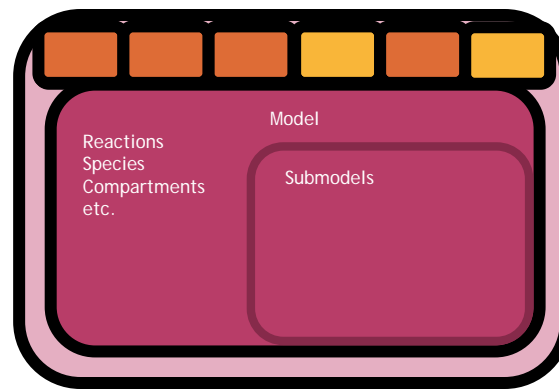 Model
Reactions
Species
Compartments
etc.
Submodels